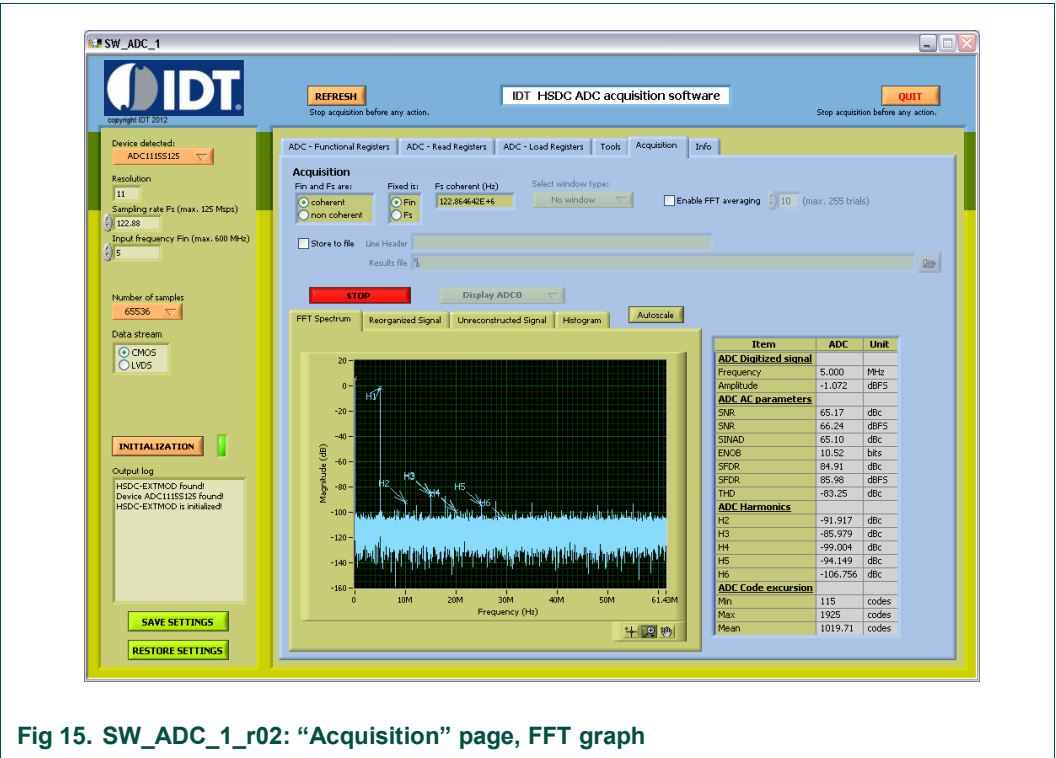 SW_ADC_1
IDT
copyright IDT 2012
REFRESH
Stop acquisition before any action.
IDT HSDC ADC acquisition software
QUIT
Stop acquisition before any action.
Device detected:
ADC1115S125
Resolution
11
Sampling rate Fs (max. 125 Msps)
122.88
Input frequency Fin (max. 600 MHz)
5
Number of samples
65536
Data stream
CMOS
LVDS
INITIALIZATION
Output log
HSDC-EXTMOD found!
Device ADC1115S125 found!
HSDC-EXTMOD is initialized!
SAVE SETTINGS
RESTORE SETTINGS
ADC - Functional Registers
ADC - Read Registers
ADC - Load Registers
Tools
Acquisition
Info
Acquisition
Fin and Fs are:
coherent
non coherent
Fixed is:
Fin
Fs
Fs coherent (Hz)
122.864642E+6
Select window type:
No window
Enable FFT averaging
10
(max. 255 trials)
Store to file
Line Header
Results file
STOP
Display ADC0
FFT Spectrum
Reorganized Signal
Unreconstructed Signal
Histogram
Autoscale
Magnitude (dB)
20
0
-20
-40
-60
-80
-100
-120
-140
-160
H1
H2
H3
H4
H5
H6
0
10M
20M
30M
40M
50M
61.43M
Frequency (Hz)
Item ADC Unit
ADC Digitized signal
Frequency 5.000 MHz
Amplitude -1.072 dBFS
ADC AC parameters
SNR 65.17 dBc
SNR 66.24 dBFS
SINAD 65.10 dBc
ENOB 10.52 bits
SFDR 84.91 dBc
SFDR 85.98 dBFS
THD -83.25 dBc
ADC Harmonics
H2 -91.917 dBc
H3 -85.979 dBc
H4 -99.004 dBc
H5 -94.149 dBc
H6 -106.756 dBc
ADC Code excursion
Min 115 codes
Max 1925 codes
Mean 1019.71 codes
Fig 15. SW_ADC_1_r02: “Acquisition” page, FFT graph